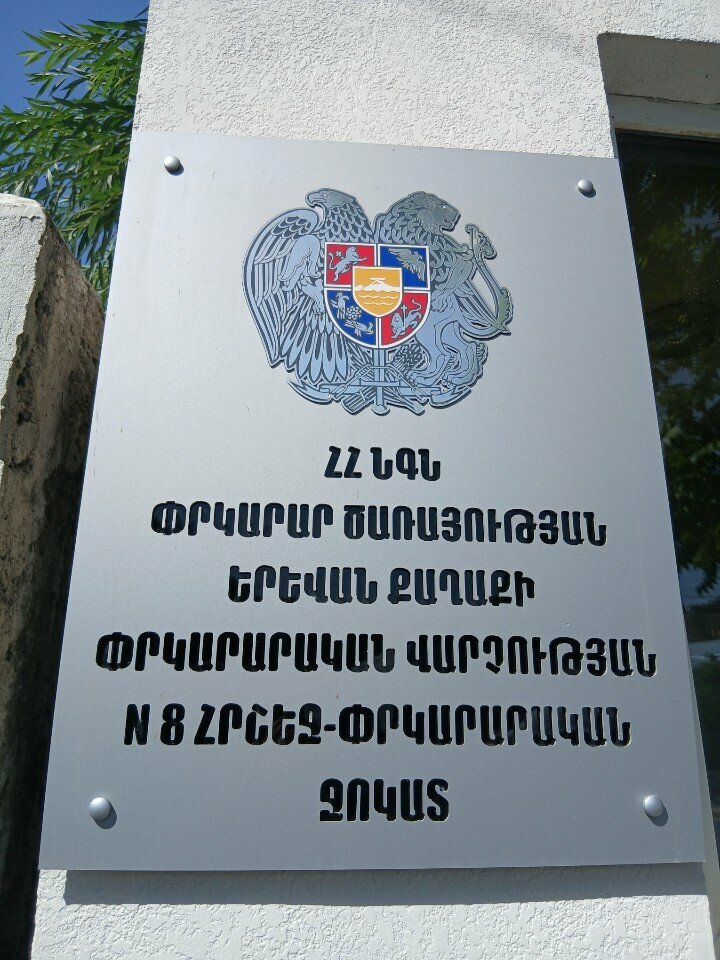 ՀՀ ՆԳՆ
ՓՐԿԱՐԱՐ ԾԱՌԱՅՈՒԹՅԱՆ
ԵՐԵՎԱՆ ՔԱՂԱՔԻ
ՓՐԿԱՐԱՐԱԿԱՆ ՎԱՐՉՈՒԹՅԱՆ
N 8 ՀՐՇԵՋ-ՓՐԿԱՐԱՐԱԿԱՆ
ՋՈԿԱՏ